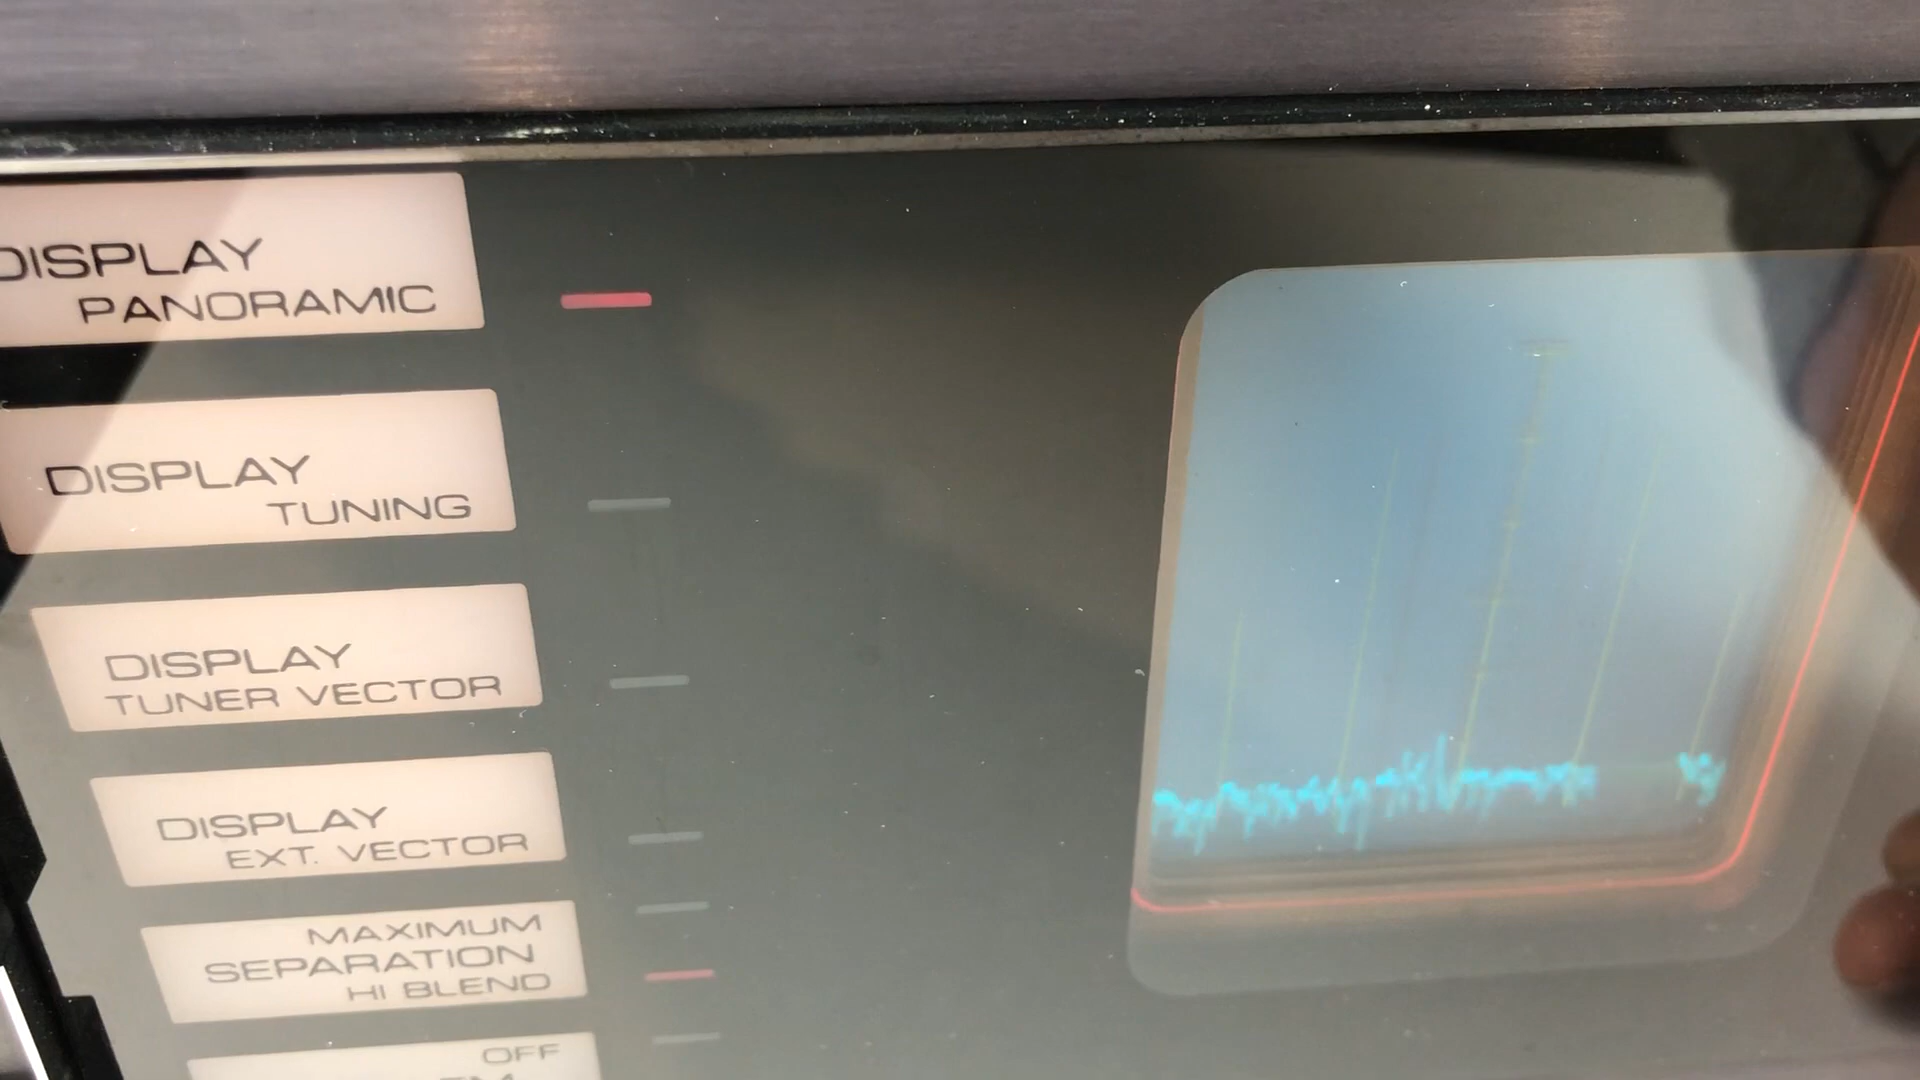 DISPLAY
PANORAMIC
DISPLAY
TUNING
DISPLAY
TUNER VECTOR
DISPLAY
EXT. VECTOR
MAXIMUM
SEPARATION
HI BLEND
OFF